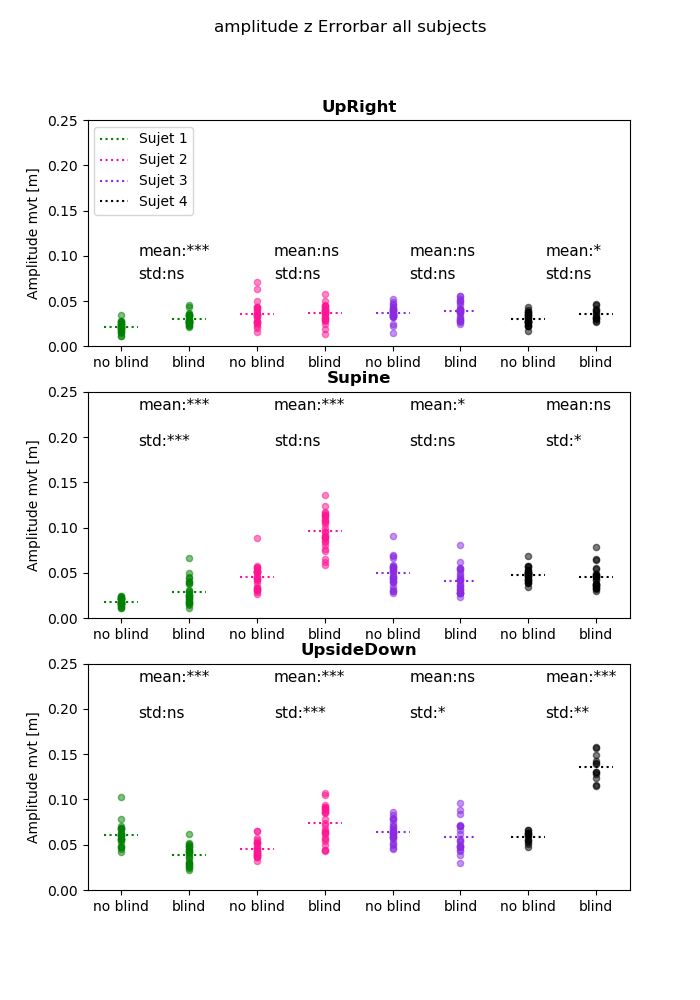 amplitude z Errorbar all subjects
UpRight
0.25
0.20
0.15
0.10
0.05
0.00
Amplitude mvt [m]
Sujet 1
Sujet 2
Sujet 3
Sujet 4
mean:*** mean:ns mean:ns mean:*
std:ns std:ns std:ns std:ns
no blind blind no blind blind no blind blind no blind blind
Supine
0.25
0.20
0.15
0.10
0.05
0.00
Amplitude mvt [m]
mean:*** mean:*** mean:* mean:ns
std:*** std:ns std:ns std:*
no blind blind no blind blind no blind blind no blind blind
UpsideDown
0.25
0.20
0.15
0.10
0.05
0.00
Amplitude mvt [m]
mean:*** mean:*** mean:ns mean:***
std:ns std:*** std:* std:**
no blind blind no blind blind no blind blind no blind blind